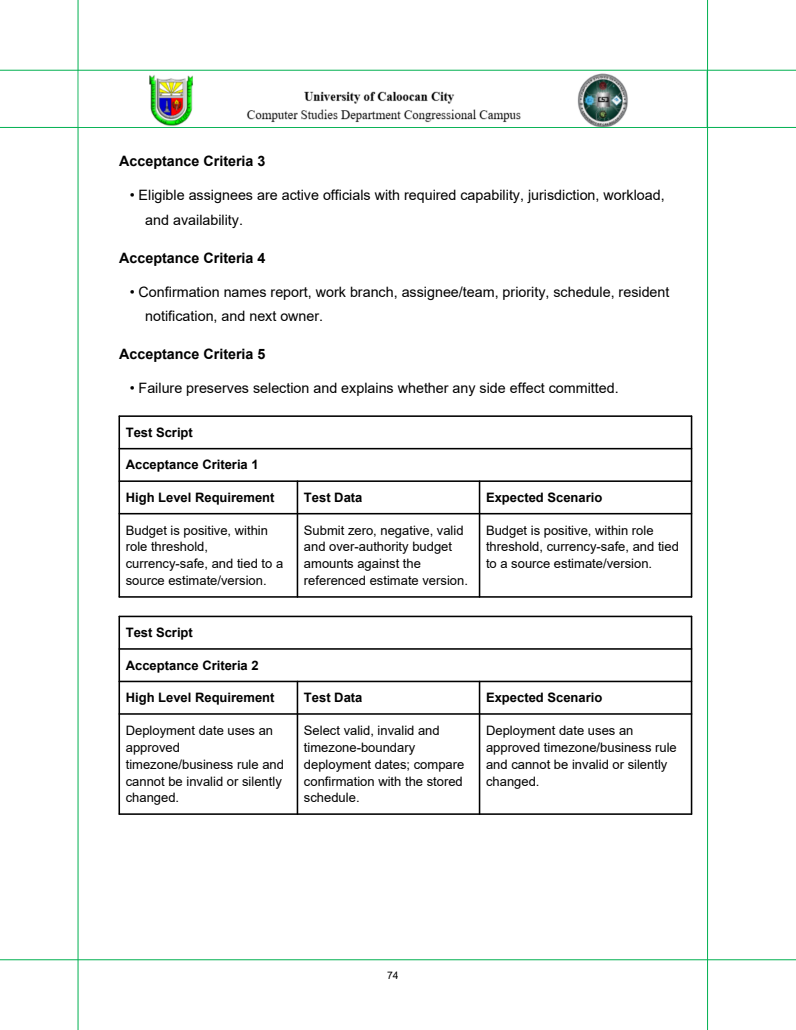 University of Caloocan City
Computer Studies Department Congressional Campus
Acceptance Criteria 3
• Eligible assignees are active officials with required capability, jurisdiction, workload,
and availability.
Acceptance Criteria 4
• Confirmation names report, work branch, assignee/team, priority, schedule, resident
notification, and next owner.
Acceptance Criteria 5
• Failure preserves selection and explains whether any side effect committed.
Test Script
Acceptance Criteria 1
High Level Requirement
Test Data
Expected Scenario
Budget is positive, within
role threshold,
currency-safe, and tied to a
source estimate/version.
Submit zero, negative, valid
and over-authority budget
amounts against the
referenced estimate version.
Budget is positive, within role
threshold, currency-safe, and tied
to a source estimate/version.
Test Script
Acceptance Criteria 2
High Level Requirement
Test Data
Expected Scenario
Deployment date uses an
approved
timezone/business rule and
cannot be invalid or silently
changed.
Select valid, invalid and
timezone-boundary
deployment dates; compare
confirmation with the stored
schedule.
Deployment date uses an
approved timezone/business rule
and cannot be invalid or silently
changed.
74